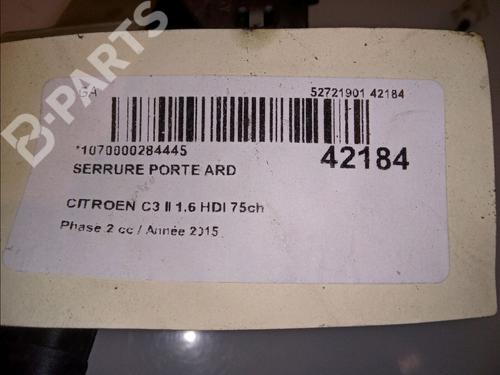 B-PARTS
GA 52721901 42184
*1070000284445 42184
SERRURE PORTE ARD
CITROEN C3 II 1.6 HDI 75ch
Phase 2 cc / Année 2015